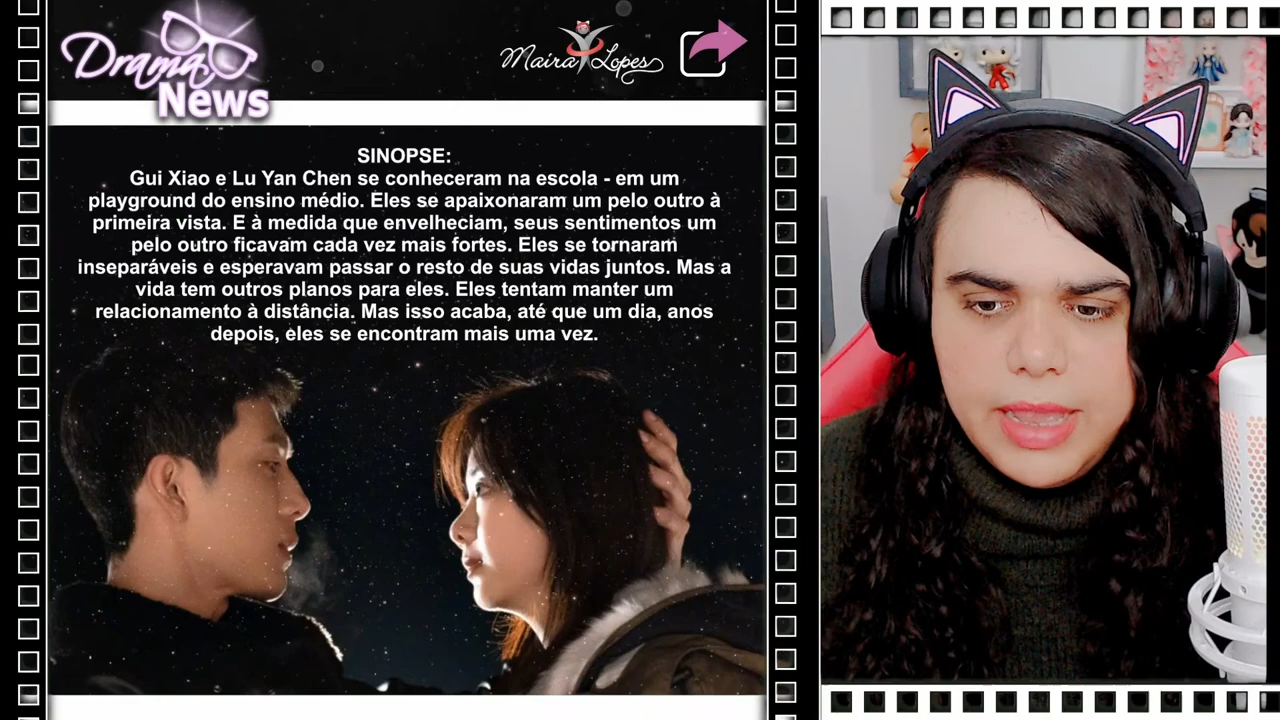 Drama
News
Maira Lopes
SINOPSE:
Gui Xiao e Lu Yan Chen se conheceram na escola - em um
playground do ensino médio. Eles se apaixonaram um pelo outro à
primeira vista. E à medida que envelheciam, seus sentimentos um
pelo outro ficavam cada vez mais fortes. Eles se tornaram
inseparáveis e esperavam passar o resto de suas vidas juntos. Mas a
vida tem outros planos para eles. Eles tentam manter um
relacionamento à distância. Mas isso acaba, até que um dia, anos
depois, eles se encontram mais uma vez.